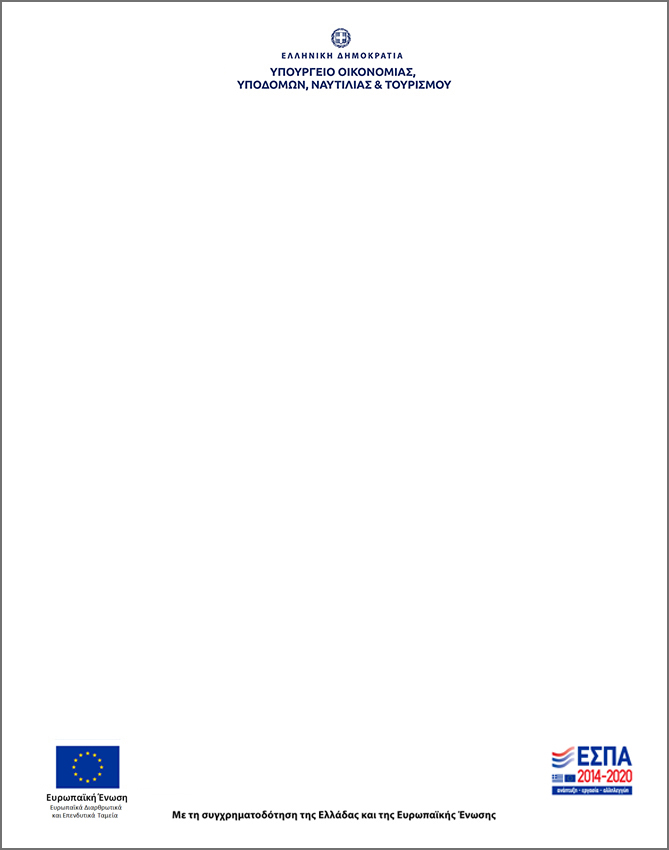 ΕΛΛΗΝΙΚΗ ΔΗΜΟΚΡΑΤΙΑ
ΥΠΟΥΡΓΕΙΟ ΟΙΚΟΝΟΜΙΑΣ,
ΥΠΟΔΟΜΩΝ, ΝΑΥΤΙΛΙΑΣ & ΤΟΥΡΙΣΜΟΥ
Ευρωπαϊκή Ένωση
Ευρωπαϊκά Διαρθρωτικά
και Επενδυτικά Ταμεία
Με τη συγχρηματοδότηση της Ελλάδας και της Ευρωπαϊκής Ένωσης
ΕΣΠΑ
2014-2020
ανάπτυξη - εργασία - αλληλεγγύη